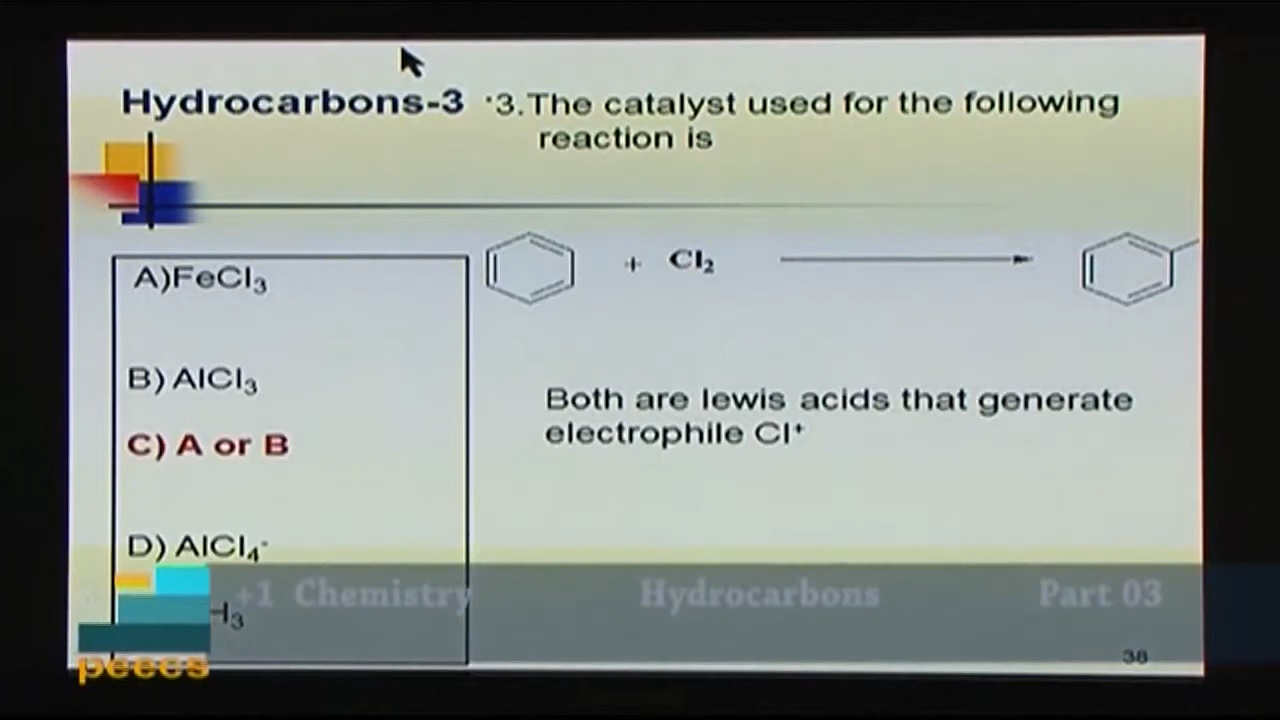 Hydrocarbons-3 ·3.The catalyst used for the following
reaction is
A)FeCl₃
+ Cl₂
B) AlCl₃
Both are lewis acids that generate
electrophile Cl⁺
C) A or B
D) AlCl₄⁻
+1 Chemistry Hydrocarbons Part 03
H₃
38
peecs